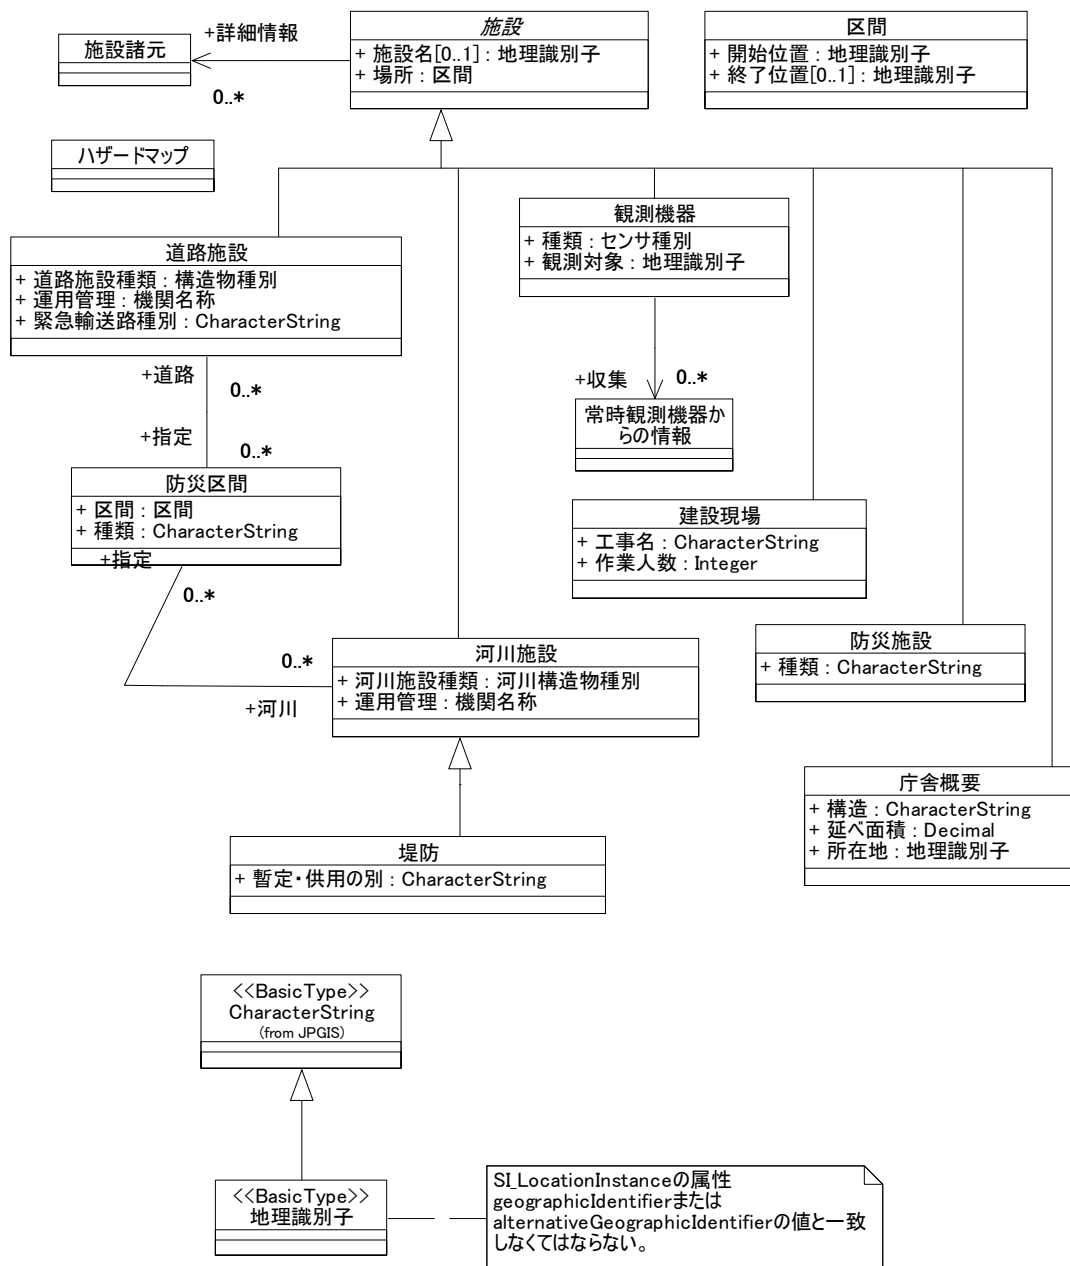 施設諸元
+詳細情報
0..*
施設
+ 施設名[0..1] : 地理識別子
+ 場所 : 区間
区間
+ 開始位置 : 地理識別子
+ 終了位置[0..1] : 地理識別子
ハザードマップ
道路施設
+ 道路施設種類 : 構造物種別
+ 運用管理 : 機関名称
+ 緊急輸送路種別 : CharacterString
観測機器
+ 種類 : センサ種別
+ 観測対象 : 地理識別子
+道路
0..*
+指定
0..*
+収集
0..*
常時観測機器か
らの情報
防災区間
+ 区間 : 区間
+ 種類 : CharacterString
+指定
0..*
建設現場
+ 工事名 : CharacterString
+ 作業人数 : Integer
0..*
+河川
河川施設
+ 河川施設種類 : 河川構造物種別
+ 運用管理 : 機関名称
防災施設
+ 種類 : CharacterString
庁舎概要
+ 構造 : CharacterString
+ 延べ面積 : Decimal
+ 所在地 : 地理識別子
堤防
+ 暫定・供用の別 : CharacterString
<<BasicType>>
CharacterString
(from JPGIS)
<<BasicType>>
地理識別子
SI_LocationInstanceの属性
geographicIdentifierまたは
alternativeGeographicIdentifierの値と一致
しなくてはならない。